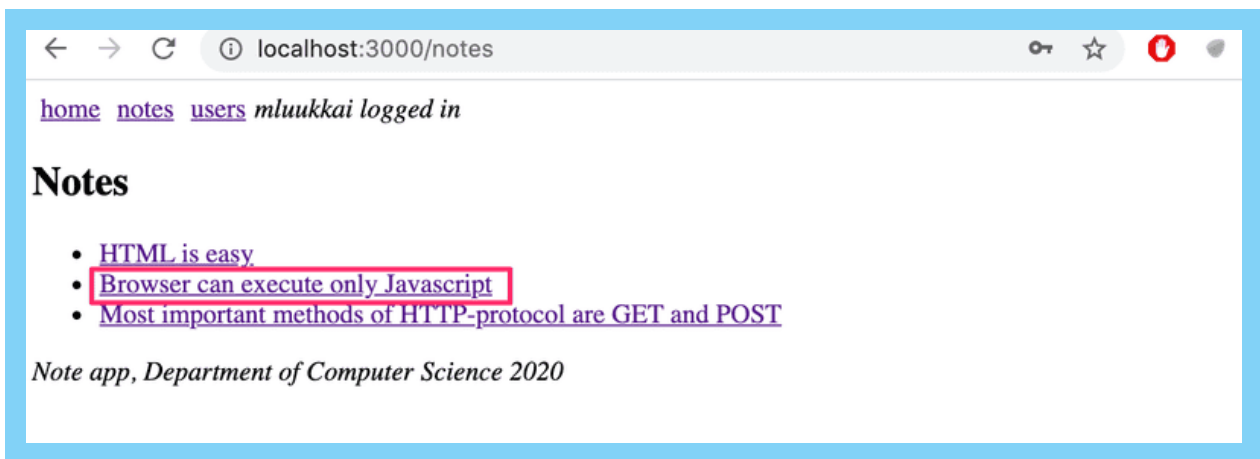 localhost:3000/notes
home notes users mluukkai logged in
Notes
HTML is easy
Browser can execute only Javascript
Most important methods of HTTP-protocol are GET and POST
Note app, Department of Computer Science 2020